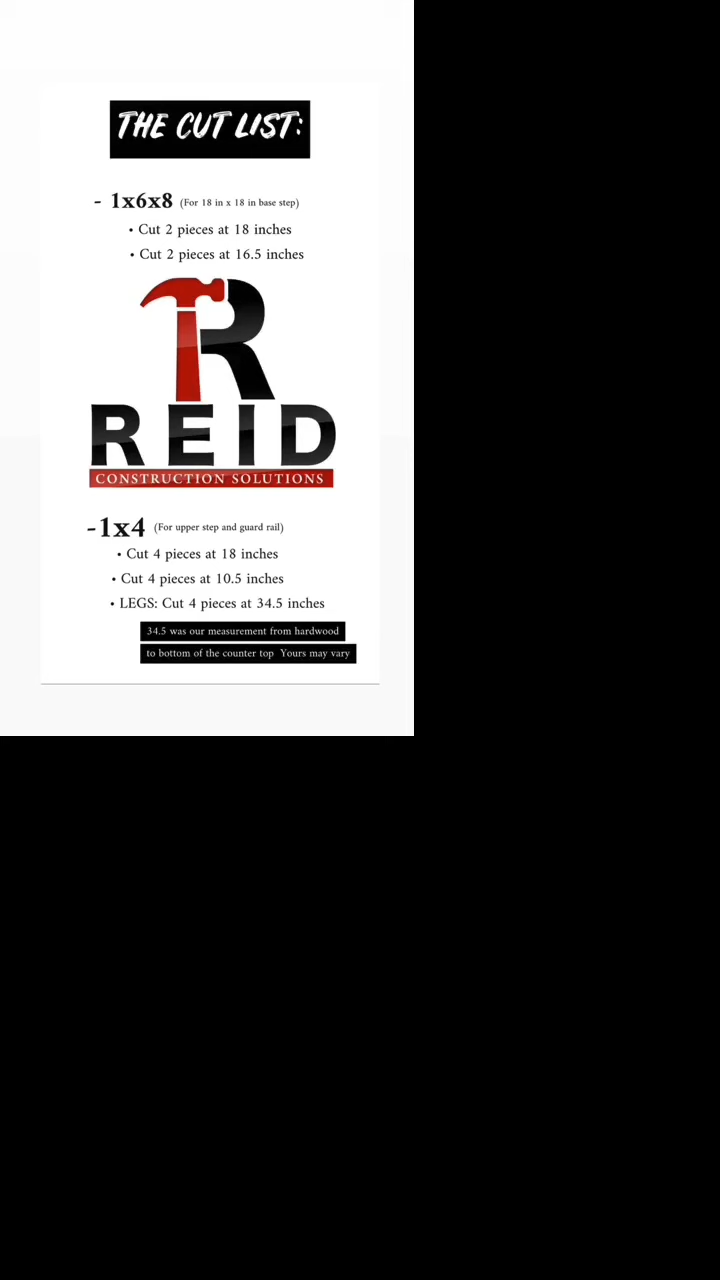 THE CUT LIST:
- 1x6x8 (For 18 in x 18 in base step)
• Cut 2 pieces at 18 inches
• Cut 2 pieces at 16.5 inches
R
REID
CONSTRUCTION SOLUTIONS
-1x4 (For upper step and guard rail)
• Cut 4 pieces at 18 inches
• Cut 4 pieces at 10.5 inches
• LEGS: Cut 4 pieces at 34.5 inches
34.5 was our measurement from hardwood
to bottom of the counter top Yours may vary